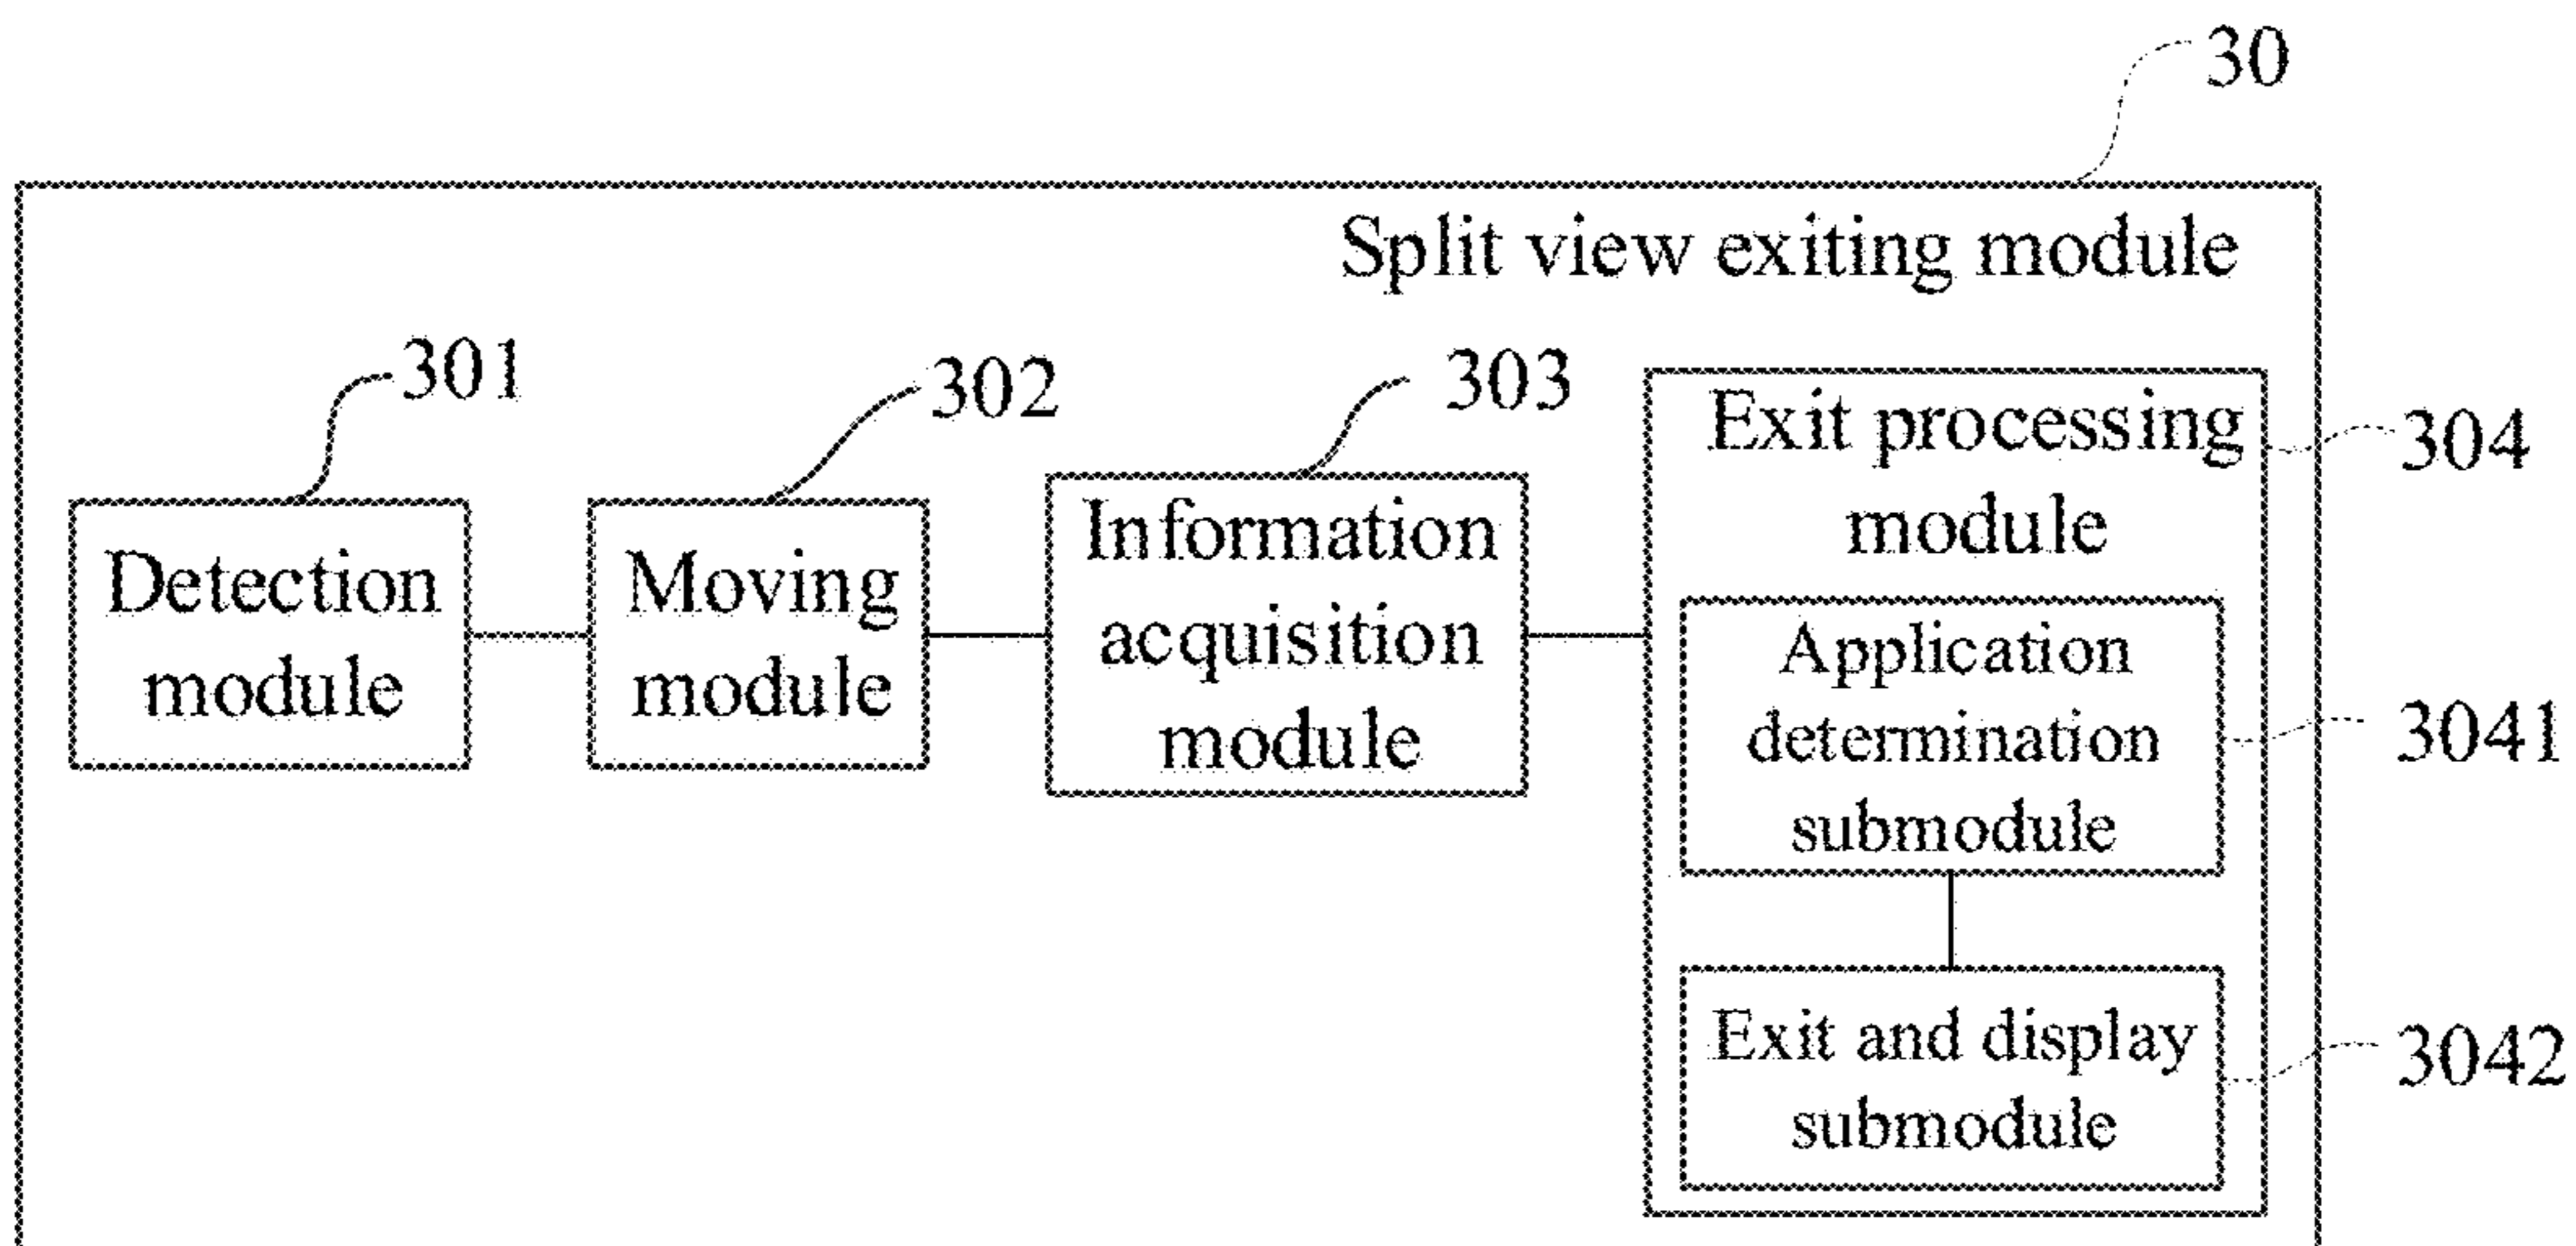 30
Split view exiting module
301
302
303
304
Detection
module
Moving
module
Information
acquisition
module
Exit processing
module
Application
determination
submodule
3041
Exit and display
submodule
3042